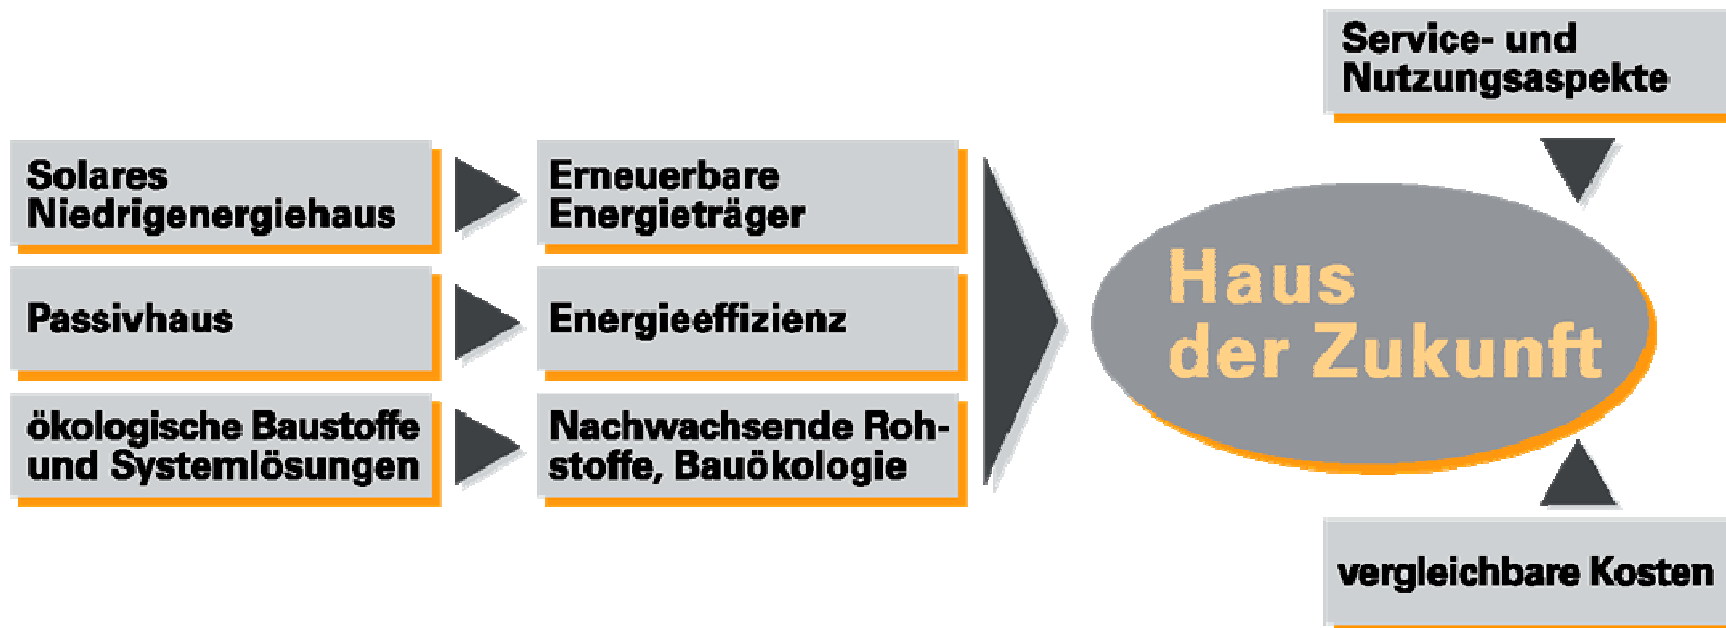 Service- und
Nutzungsaspekte
Solares
Niedrigenergiehaus
Erneuerbare
Energieträger
Passivhaus
Energieeffizienz
ökologische Baustoffe
und Systemlösungen
Nachwachsende Roh-
stoffe, Bauökologie
Haus
der Zukunft
vergleichbare Kosten